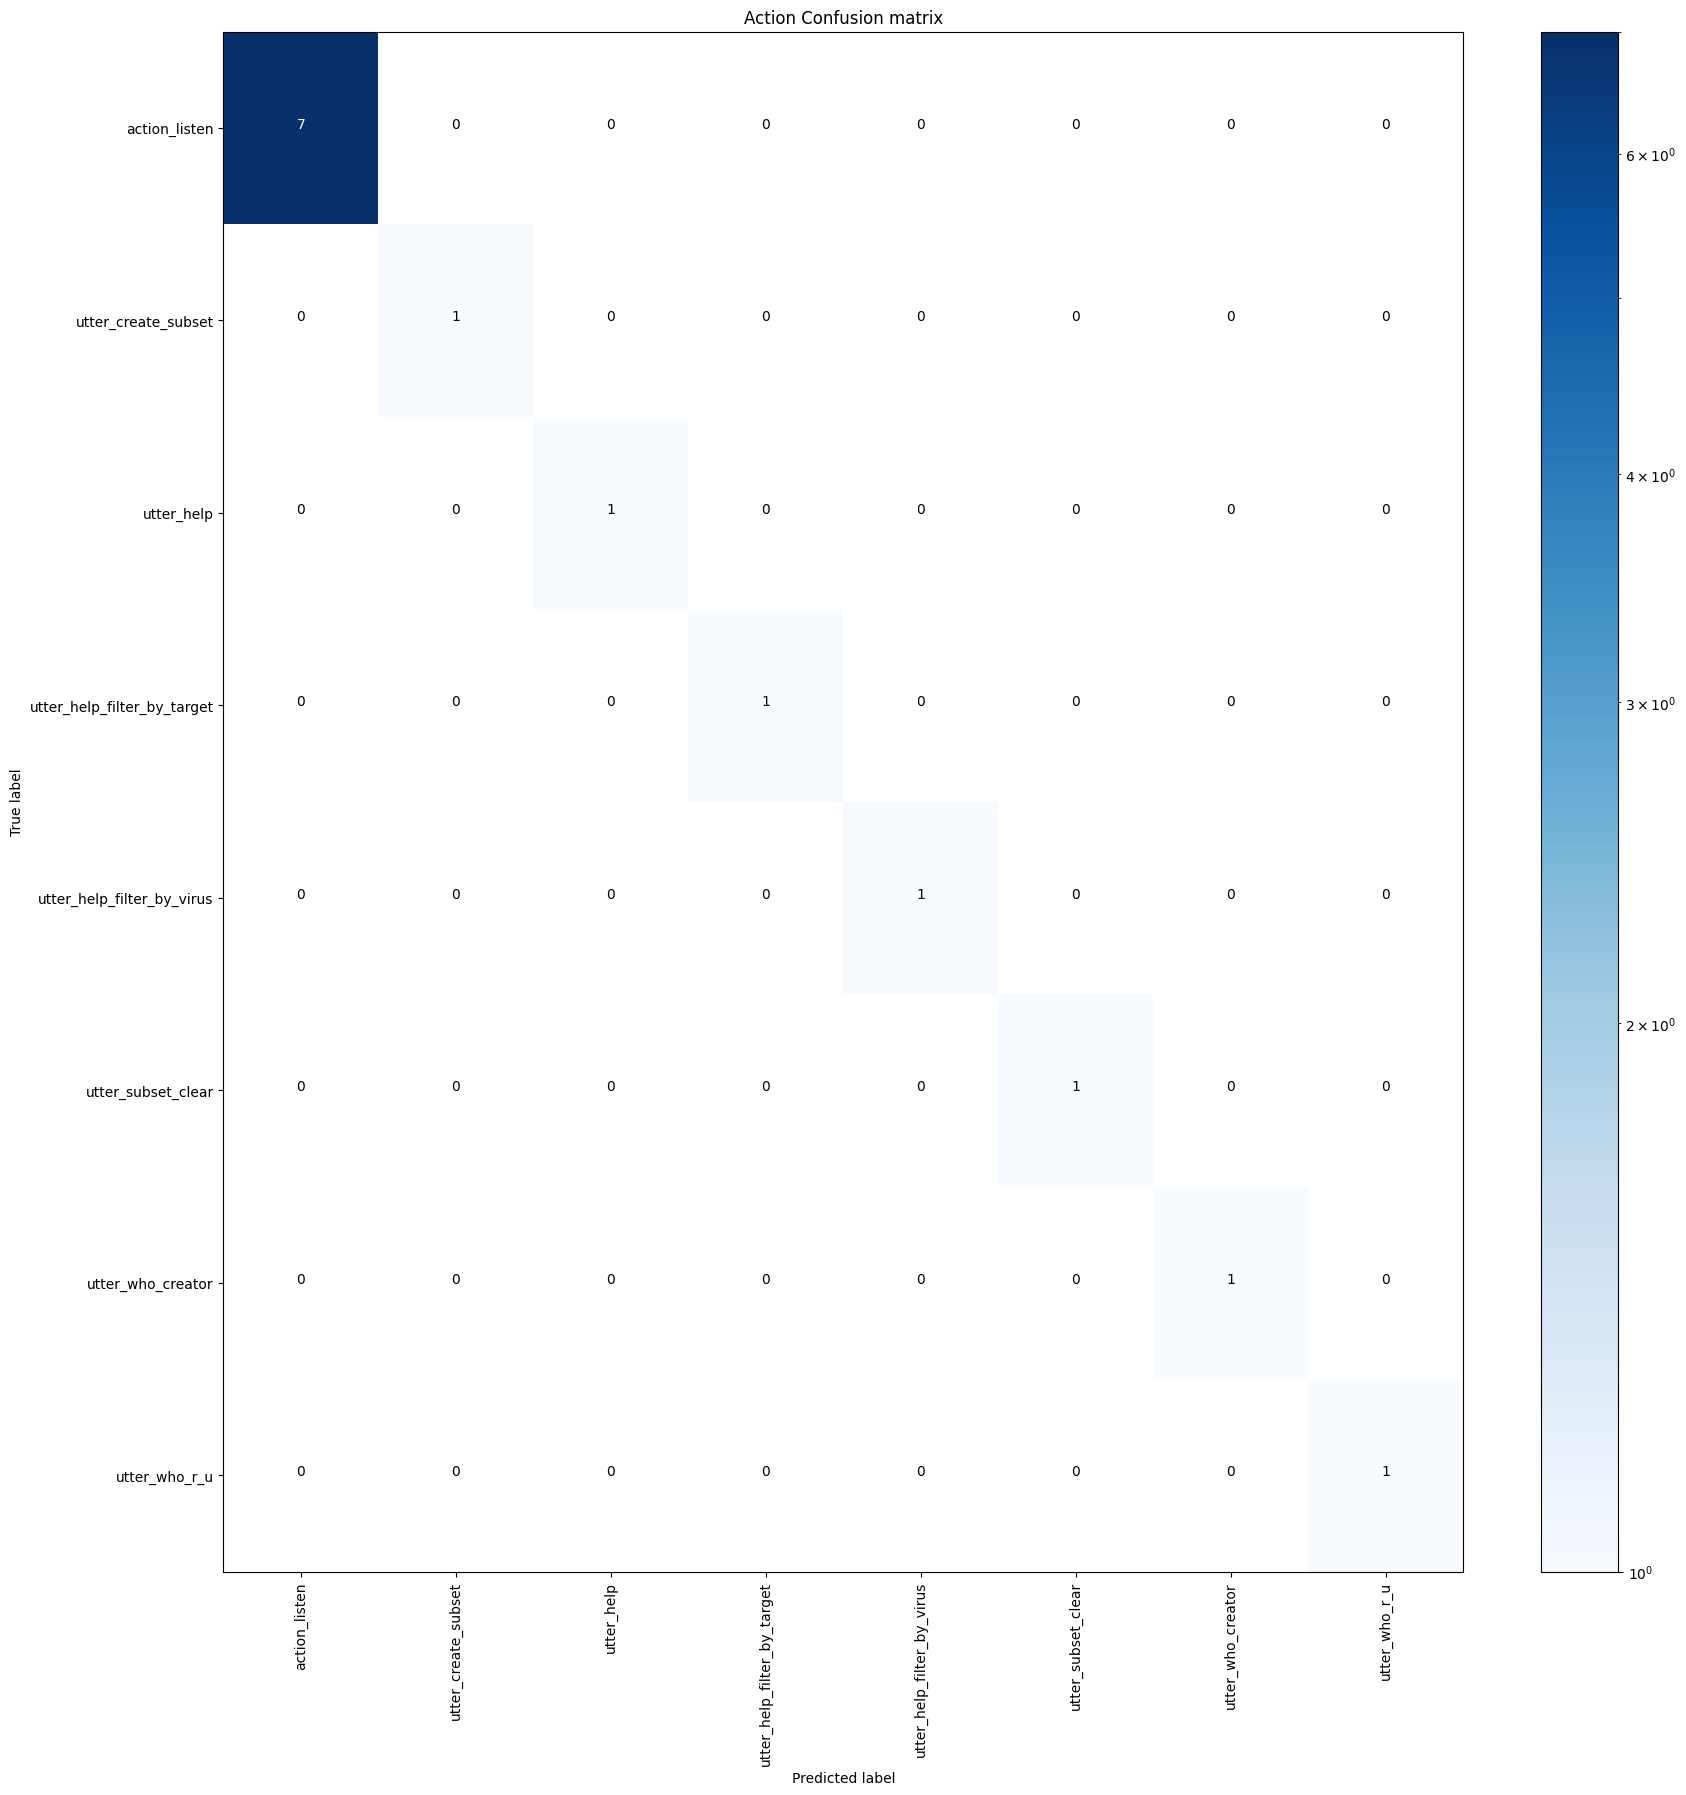 Action Confusion matrix
action_listen 7 0 0 0 0 0 0 0
utter_create_subset 0 1 0 0 0 0 0 0
utter_help 0 0 1 0 0 0 0 0
utter_help_filter_by_target 0 0 0 1 0 0 0 0
utter_help_filter_by_virus 0 0 0 0 1 0 0 0
utter_subset_clear 0 0 0 0 0 1 0 0
utter_who_creator 0 0 0 0 0 0 1 0
utter_who_r_u 0 0 0 0 0 0 0 1
True label
action_listen
utter_create_subset
utter_help
utter_help_filter_by_target
utter_help_filter_by_virus
utter_subset_clear
utter_who_creator
utter_who_r_u
Predicted label
6 × 10⁰
4 × 10⁰
3 × 10⁰
2 × 10⁰
10⁰